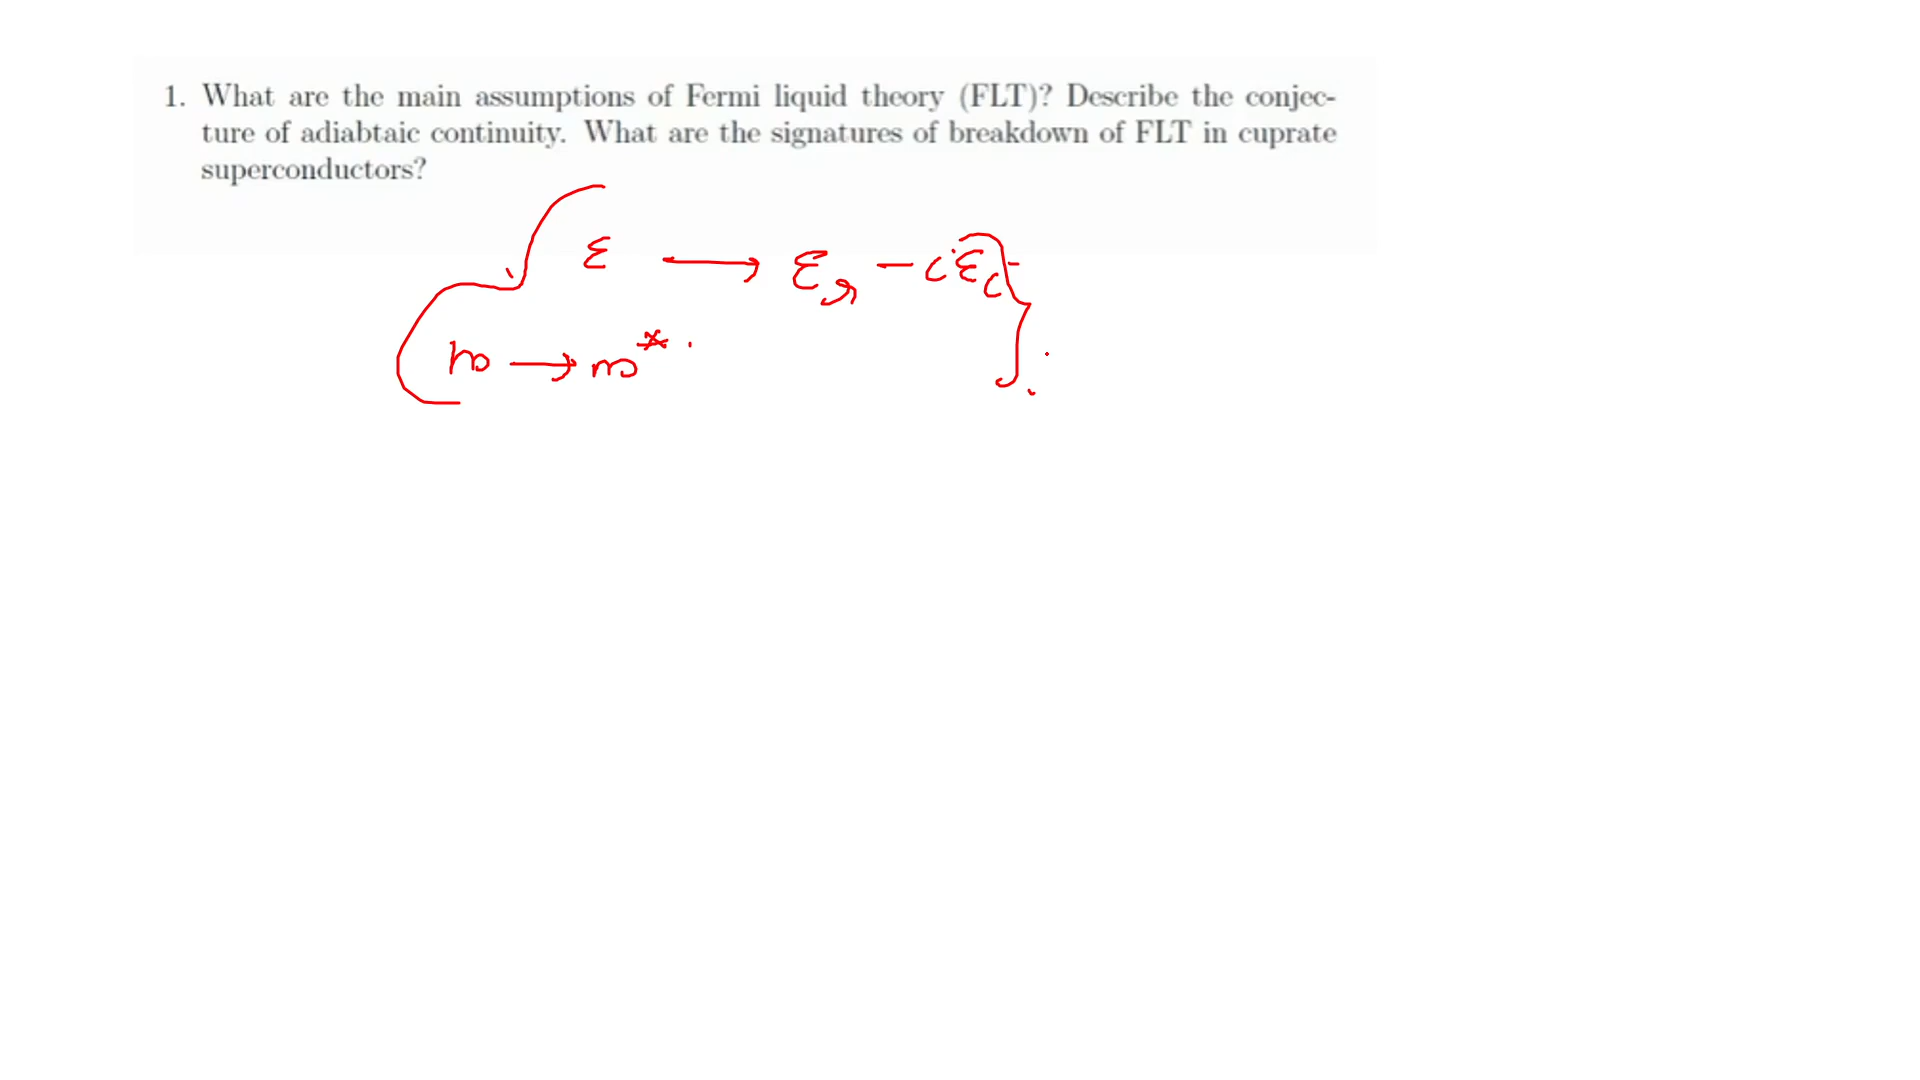 1. What are the main assumptions of Fermi liquid theory (FLT)? Describe the conjec-
ture of adiabtaic continuity. What are the signatures of breakdown of FLT in cuprate
superconductors?
ε → ε_r - i ε_i
m → m*